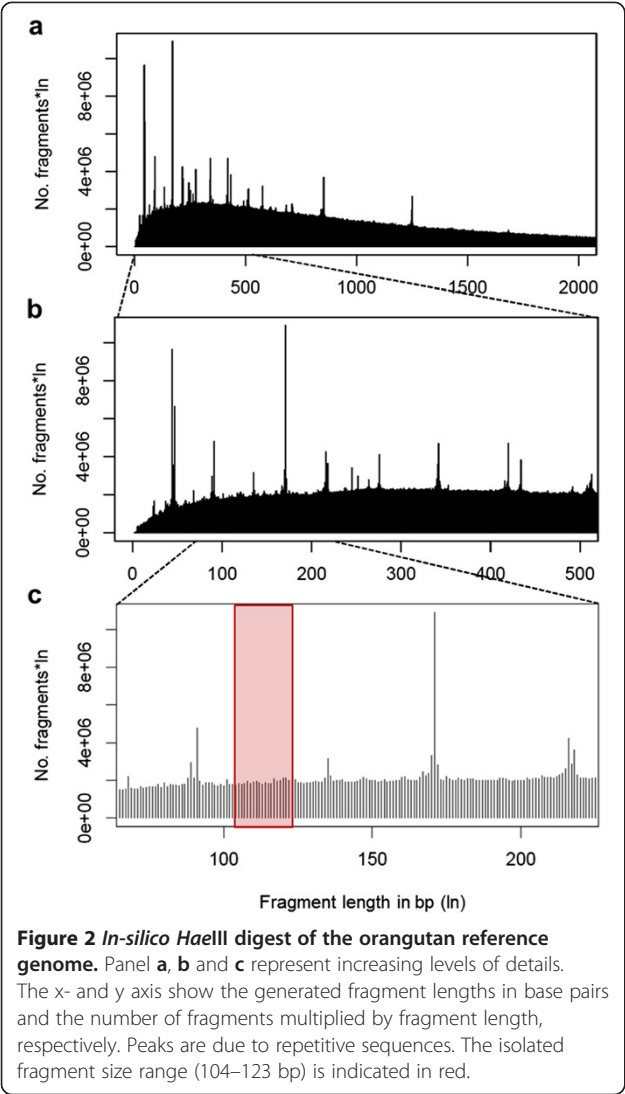 a
No. fragments*ln
0e+00 4e+06 8e+06
0 500 1000 1500 2000
b
No. fragments*ln
0e+00 4e+06 8e+06
0 100 200 300 400 500
c
No. fragments*ln
0e+00 4e+06 8e+06
100 150 200
Fragment length in bp (ln)
Figure 2 In-silico HaeIII digest of the orangutan reference
genome. Panel a, b and c represent increasing levels of details.
The x- and y axis show the generated fragment lengths in base pairs
and the number of fragments multiplied by fragment length,
respectively. Peaks are due to repetitive sequences. The isolated
fragment size range (104–123 bp) is indicated in red.